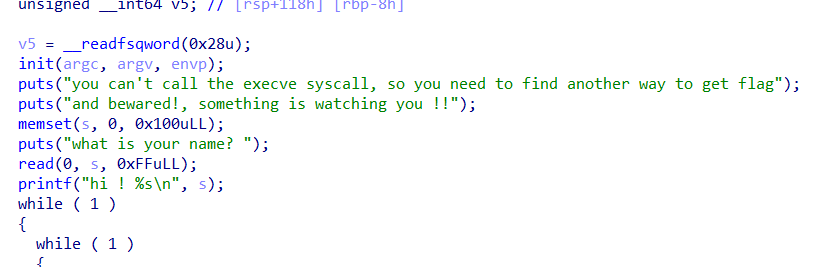 unsigned __int64 v5; // [rsp+118h] [rbp-8h]
v5 = __readfsqword(0x28u);
init(argc, argv, envp);
puts("you can't call the execve syscall, so you need to find another way to get flag");
puts("and bewared!, something is watching you !!");
memset(s, 0, 0x100uLL);
puts("what is your name? ");
read(0, s, 0xFFuLL);
printf("hi ! %s\n", s);
while ( 1 )
{
while ( 1 )
{